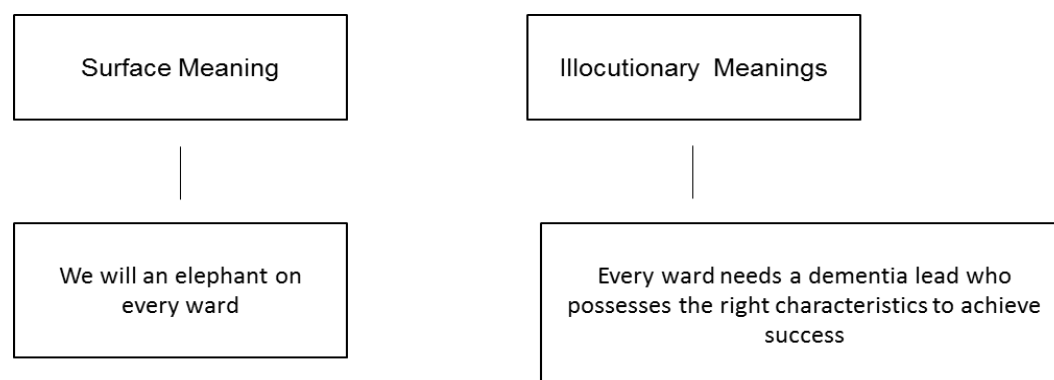 Surface Meaning
Illocutionary Meanings
We will an elephant on
every ward
Every ward needs a dementia lead who
possesses the right characteristics to achieve
success